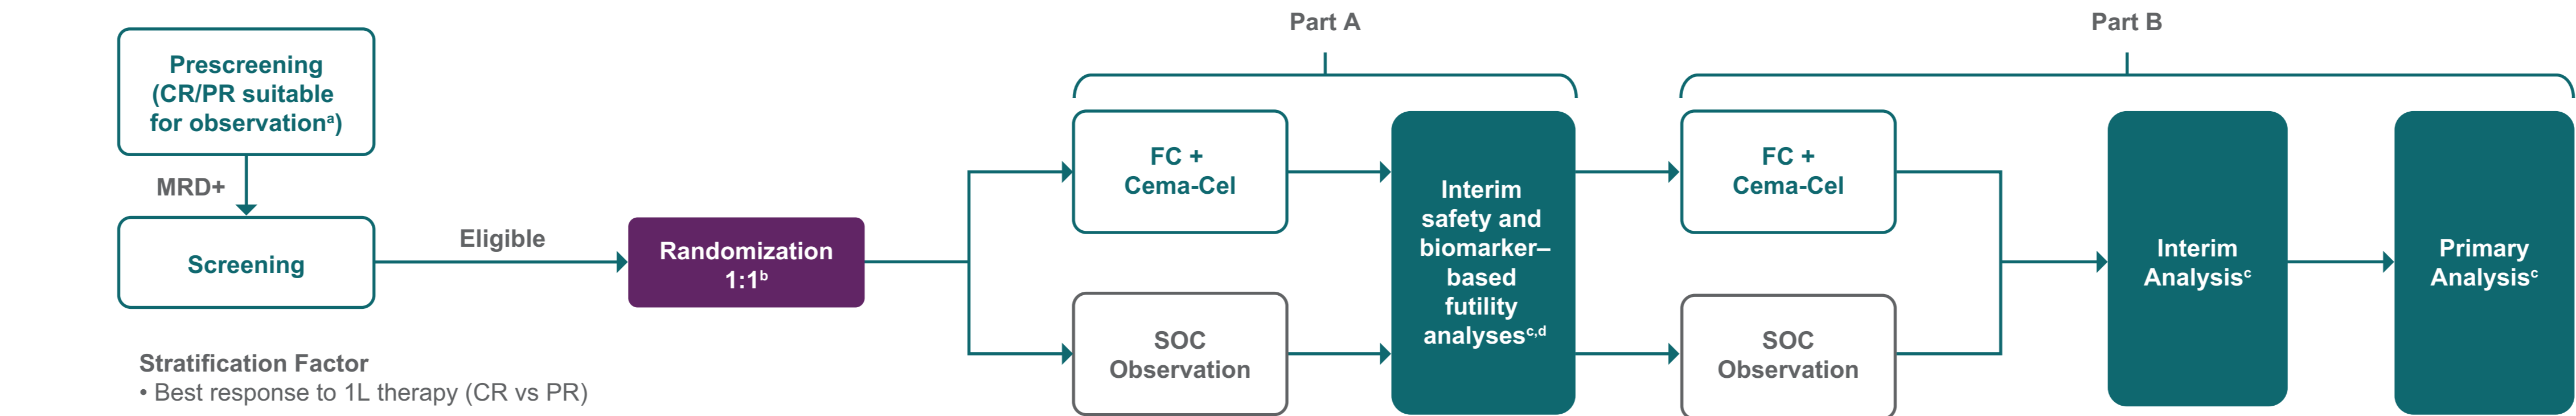 Part A
Part B
Prescreening
(CR/PR suitable
for observationᵃ)
MRD+
Screening
Eligible
Randomization
1:1ᵇ
FC +
Cema-Cel
SOC
Observation
Interim
safety and
biomarker–
based
futility
analysesᶜ,ᵈ
FC +
Cema-Cel
SOC
Observation
Interim
Analysisᶜ
Primary
Analysisᶜ
Stratification Factor
• Best response to 1L therapy (CR vs PR)